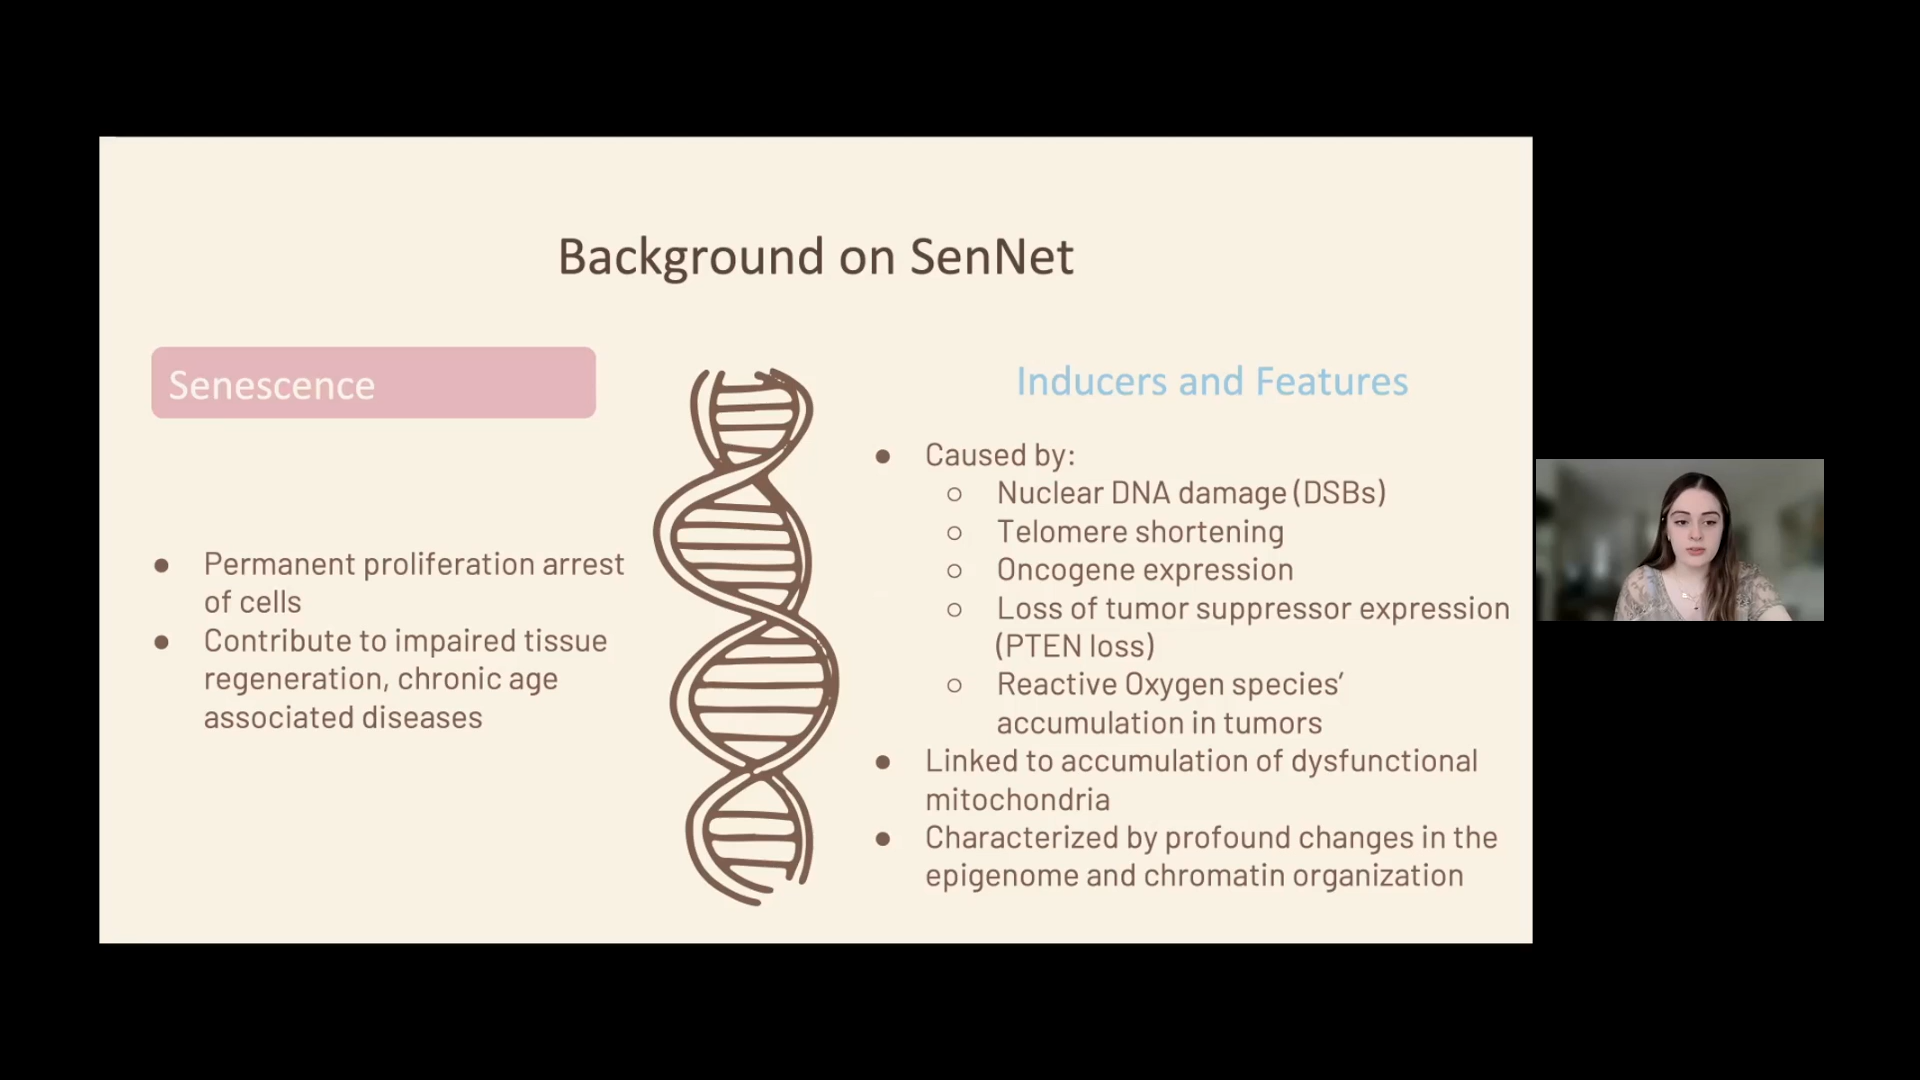 Background on SenNet
Senescence
Permanent proliferation arrest
of cells
Contribute to impaired tissue
regeneration, chronic age
associated diseases
Inducers and Features
Caused by:
Nuclear DNA damage (DSBs)
Telomere shortening
Oncogene expression
Loss of tumor suppressor expression
(PTEN loss)
Reactive Oxygen species’
accumulation in tumors
Linked to accumulation of dysfunctional
mitochondria
Characterized by profound changes in the
epigenome and chromatin organization